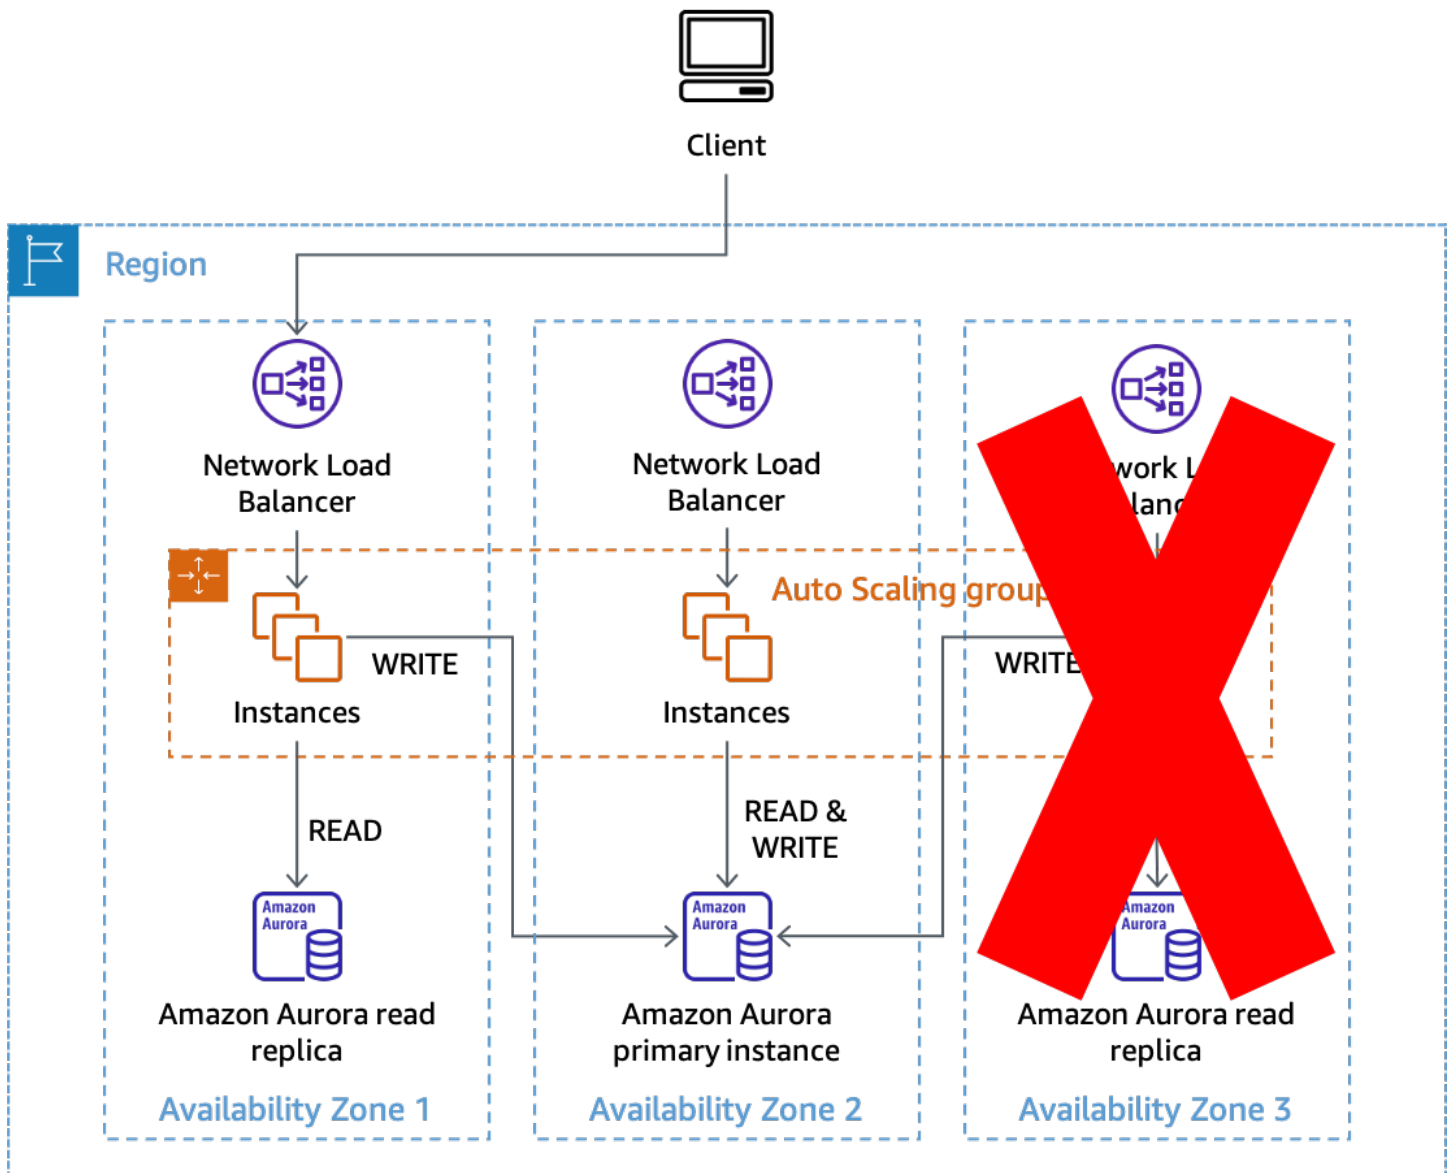 Client
Region
Network Load
Balancer
Network Load
Balancer
Auto Scaling group
WRITE
Instances
Instances
WRITE
READ
READ &
WRITE
Amazon
Aurora
Amazon Aurora read
replica
Amazon
Aurora
Amazon Aurora
primary instance
Amazon
Aurora
Amazon Aurora read
replica
Availability Zone 1
Availability Zone 2
Availability Zone 3